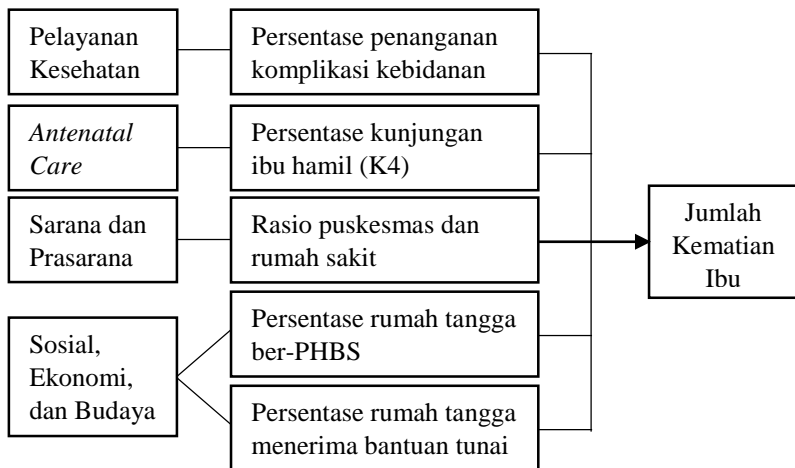 Pelayanan
Kesehatan
Persentase penanganan
komplikasi kebidanan
Antenatal
Care
Persentase kunjungan
ibu hamil (K4)
Sarana dan
Prasarana
Rasio puskesmas dan
rumah sakit
Sosial,
Ekonomi,
dan Budaya
Persentase rumah tangga
ber-PHBS
Persentase rumah tangga
menerima bantuan tunai
Jumlah
Kematian
Ibu